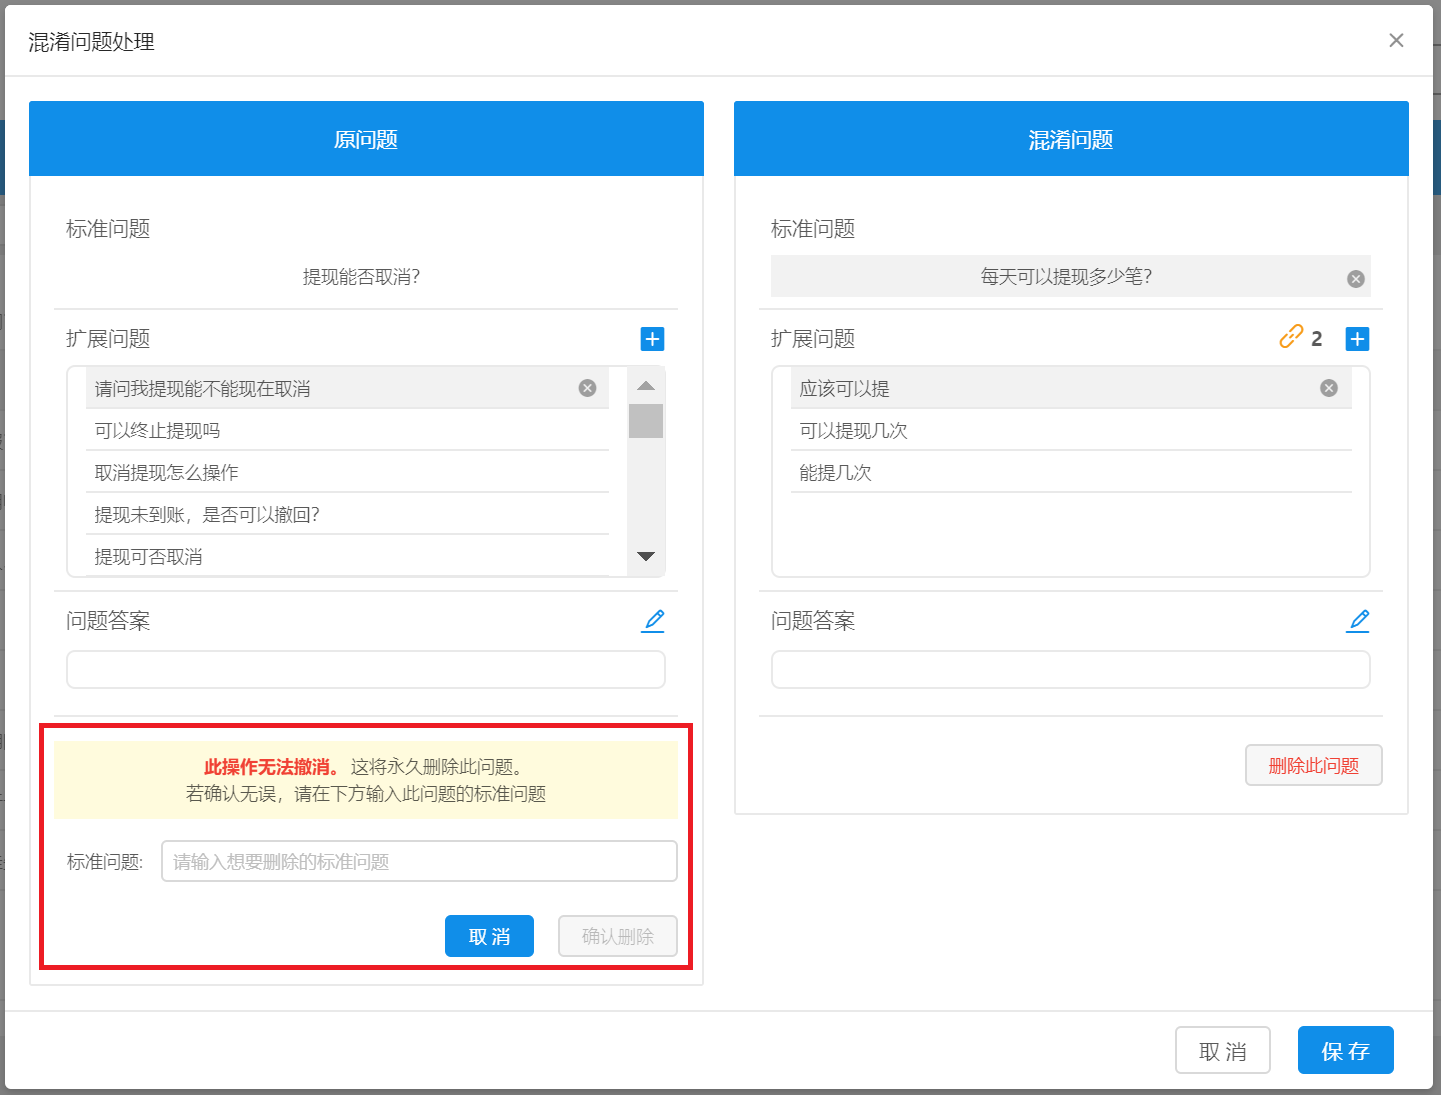 混淆问题处理
原问题
标准问题
提现能否取消?
扩展问题
请问我提现能不能现在取消
可以终止提现吗
取消提现怎么操作
提现未到账，是否可以撤回?
提现可否取消
问题答案
此操作无法撤消。 这将永久删除此问题。
若确认无误，请在下方输入此问题的标准问题
标准问题: 请输入想要删除的标准问题
取 消 确认删除
混淆问题
标准问题
每天可以提现多少笔?
扩展问题 2
应该可以提
可以提现几次
能提几次
问题答案
删除此问题
取 消 保 存